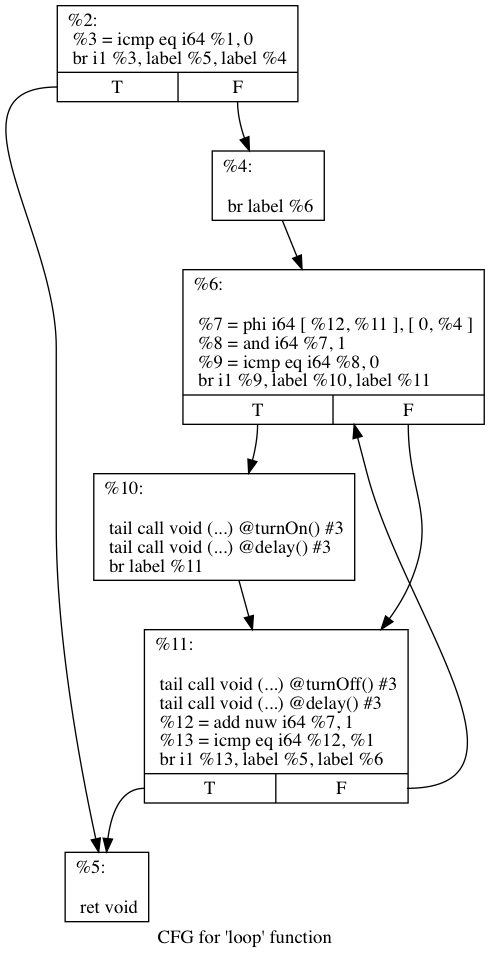 %2:
%3 = icmp eq i64 %1, 0
br i1 %3, label %5, label %4
T F
%4:
br label %6
%6:
%7 = phi i64 [ %12, %11 ], [ 0, %4 ]
%8 = and i64 %7, 1
%9 = icmp eq i64 %8, 0
br i1 %9, label %10, label %11
T F
%10:
tail call void (...) @turnOn() #3
tail call void (...) @delay() #3
br label %11
%11:
tail call void (...) @turnOff() #3
tail call void (...) @delay() #3
%12 = add nuw i64 %7, 1
%13 = icmp eq i64 %12, %1
br i1 %13, label %5, label %6
T F
%5:
ret void
CFG for 'loop' function